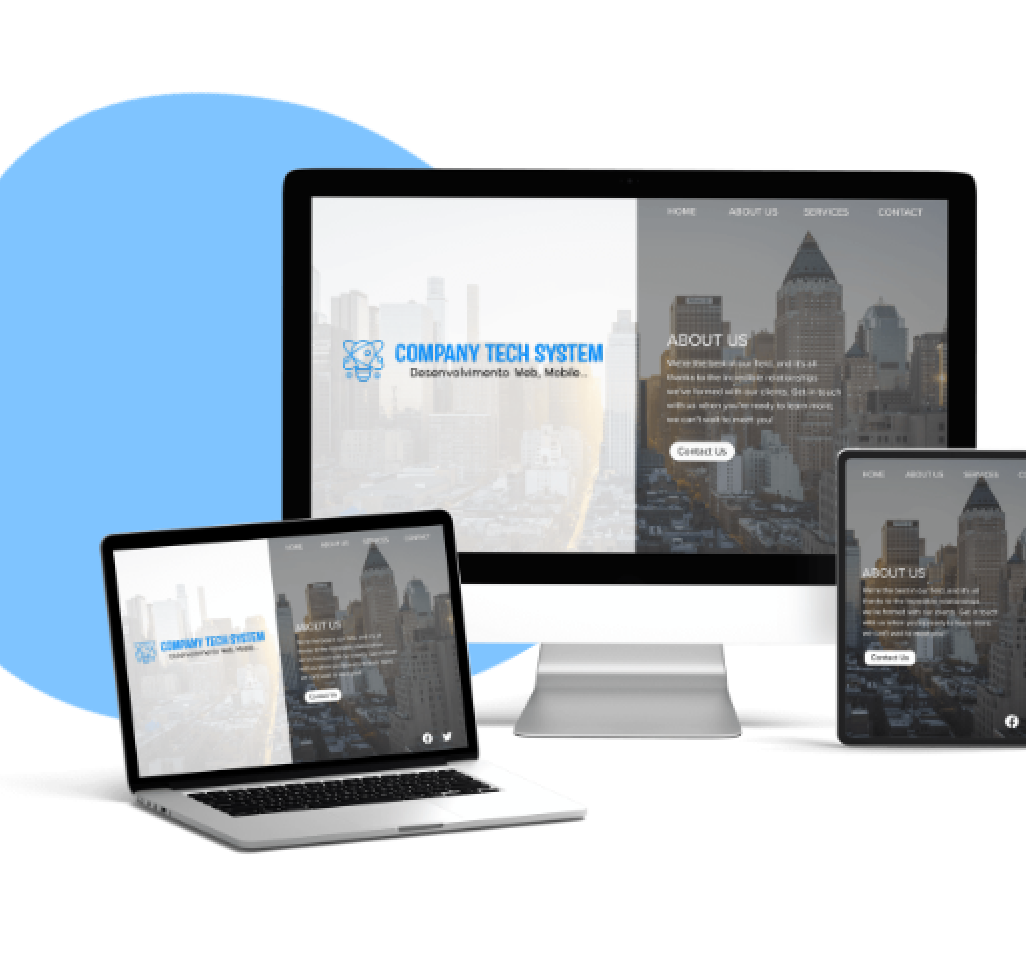 HOME ABOUT US SERVICES CONTACT
COMPANY TECH SYSTEM
Desenvolvimento Web, Mobile...
ABOUT US
We're the best in our field, and it's all
thanks to the incredible relationships
we've formed with our clients. Get in touch
with us when you're ready to learn more,
we can't wait to meet you!
Contact Us
HOME ABOUT US SERVICES CONTACT
COMPANY TECH SYSTEM
Desenvolvimento Web, Mobile...
ABOUT US
Contact Us
HOME ABOUT US SERVICES
ABOUT US
We're the best in our field, and it's all
thanks to the incredible relationships
we've formed with our clients. Get in touch
with us when you're ready to learn more,
we can't wait to meet you!
Contact Us